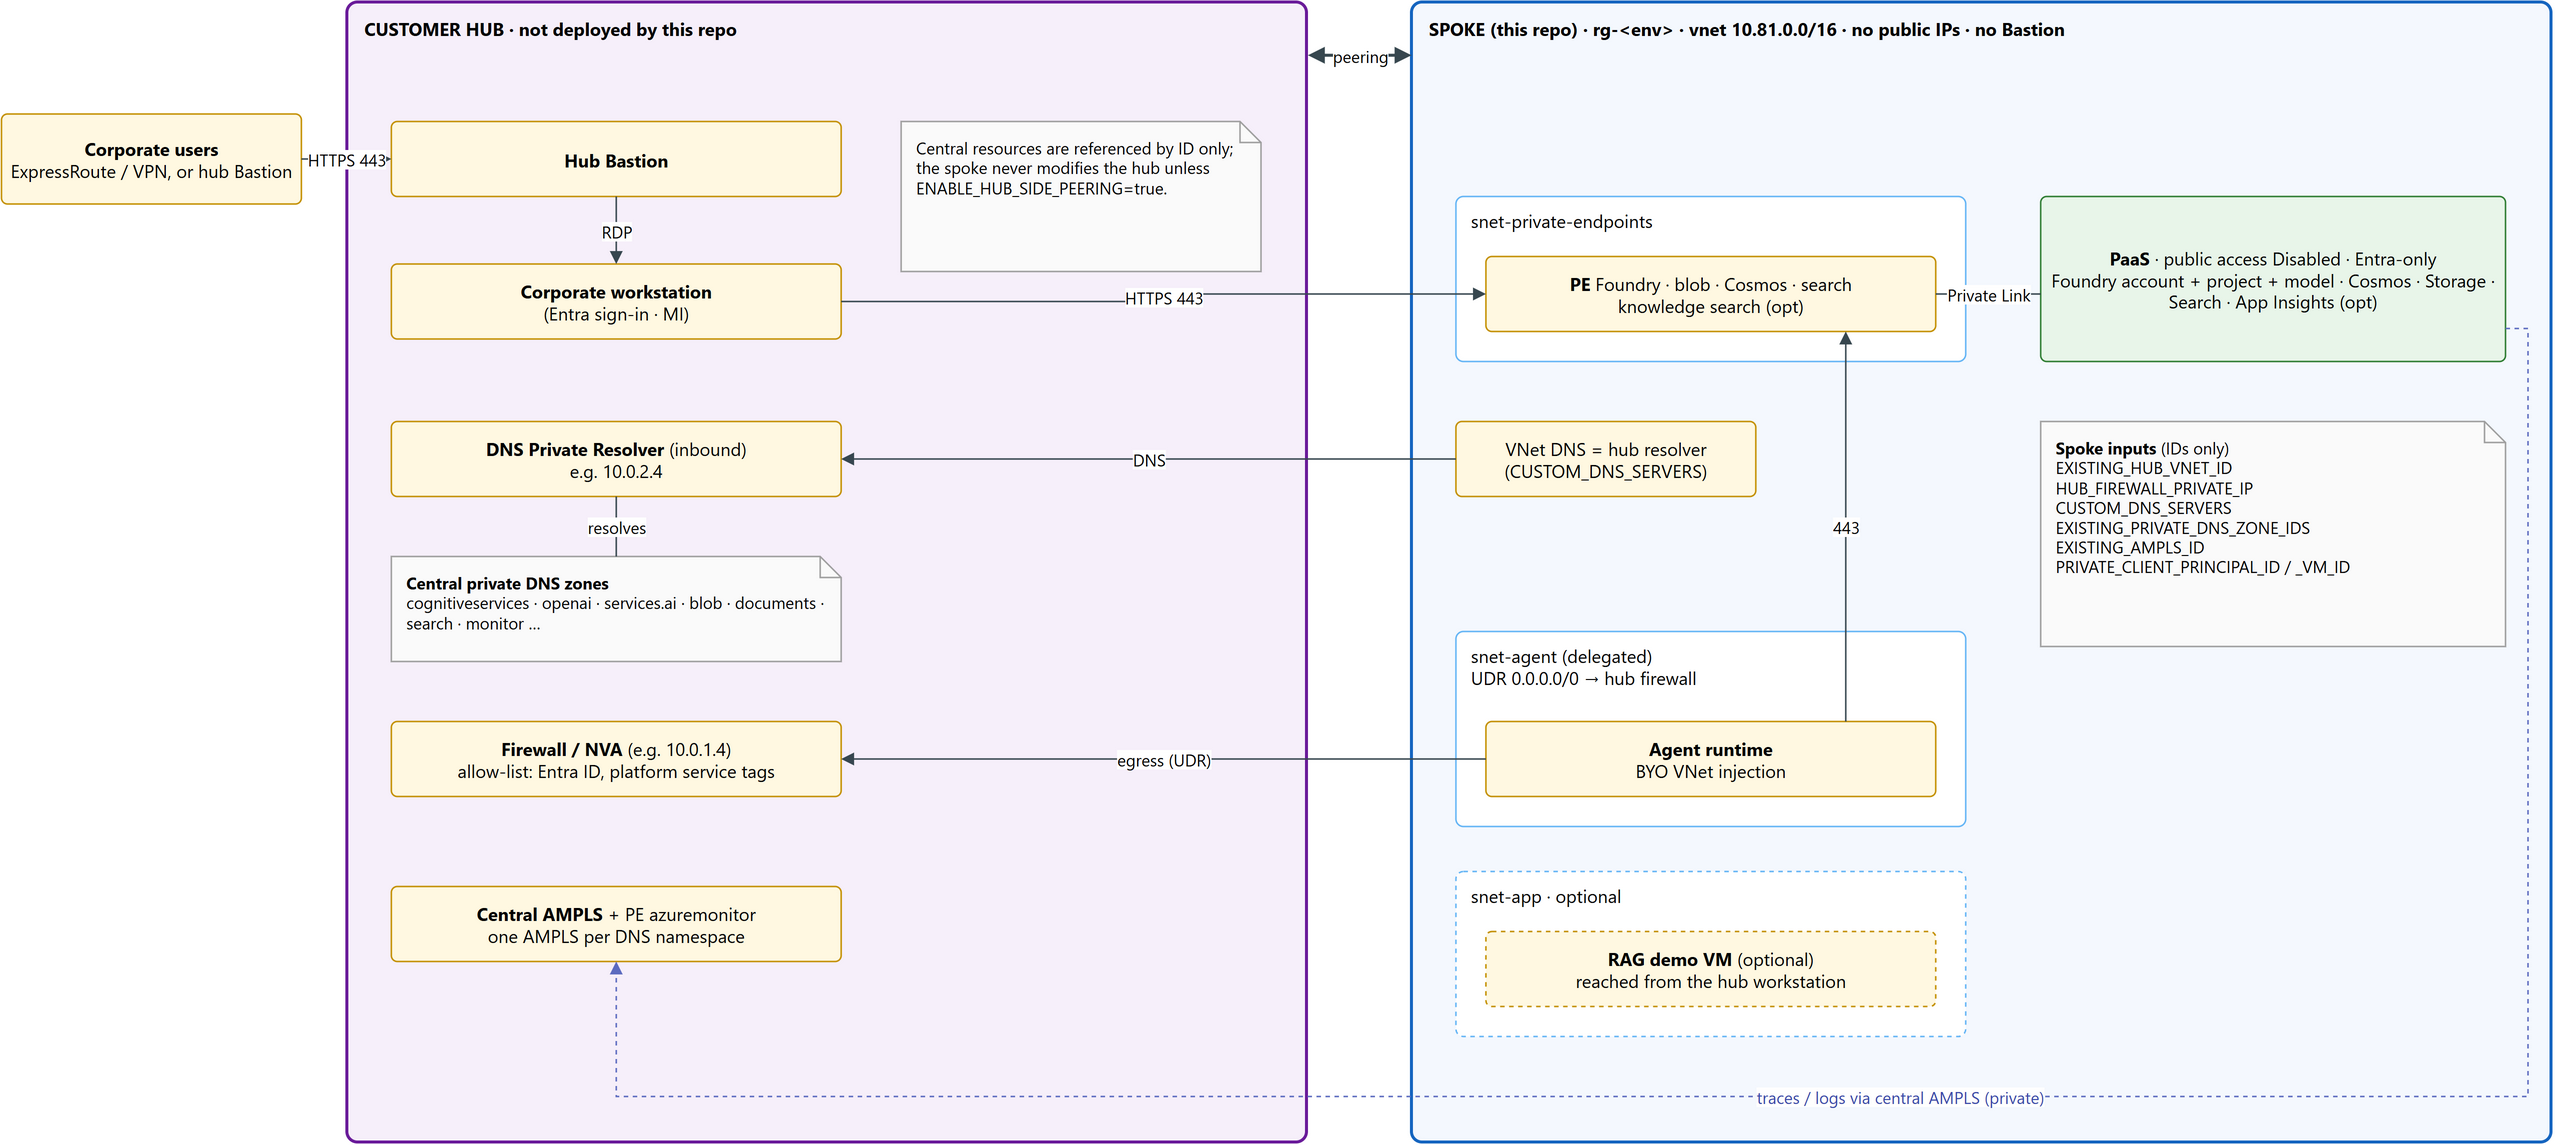 CUSTOMER HUB · not deployed by this repo
SPOKE (this repo) · rg-<env> · vnet 10.81.0.0/16 · no public IPs · no Bastion
peering
Corporate users
ExpressRoute / VPN, or hub Bastion
HTTPS 443
Hub Bastion
Central resources are referenced by ID only;
the spoke never modifies the hub unless
ENABLE_HUB_SIDE_PEERING=true.
RDP
Corporate workstation
(Entra sign-in · MI)
HTTPS 443
snet-private-endpoints
PE Foundry · blob · Cosmos · search
knowledge search (opt)
Private Link
PaaS · public access Disabled · Entra-only
Foundry account + project + model · Cosmos · Storage ·
Search · App Insights (opt)
DNS Private Resolver (inbound)
e.g. 10.0.2.4
DNS
VNet DNS = hub resolver
(CUSTOM_DNS_SERVERS)
Spoke inputs (IDs only)
EXISTING_HUB_VNET_ID
HUB_FIREWALL_PRIVATE_IP
CUSTOM_DNS_SERVERS
EXISTING_PRIVATE_DNS_ZONE_IDS
EXISTING_AMPLS_ID
PRIVATE_CLIENT_PRINCIPAL_ID / _VM_ID
resolves
443
Central private DNS zones
cognitiveservices · openai · services.ai · blob · documents ·
search · monitor ...
snet-agent (delegated)
UDR 0.0.0.0/0 → hub firewall
Firewall / NVA (e.g. 10.0.1.4)
allow-list: Entra ID, platform service tags
egress (UDR)
Agent runtime
BYO VNet injection
Central AMPLS + PE azuremonitor
one AMPLS per DNS namespace
snet-app · optional
RAG demo VM (optional)
reached from the hub workstation
traces / logs via central AMPLS (private)